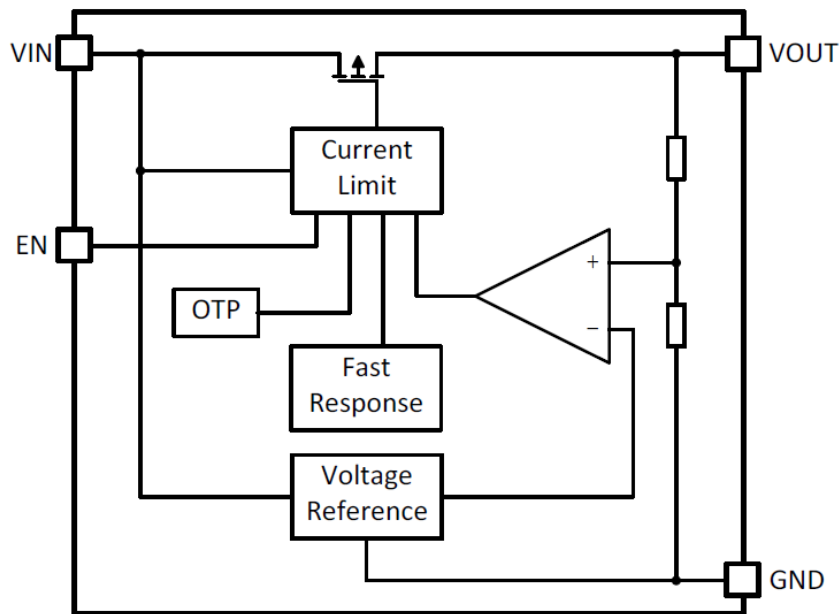 VIN
VOUT
Current
Limit
EN
+
OTP
−
Fast
Response
Voltage
Reference
GND